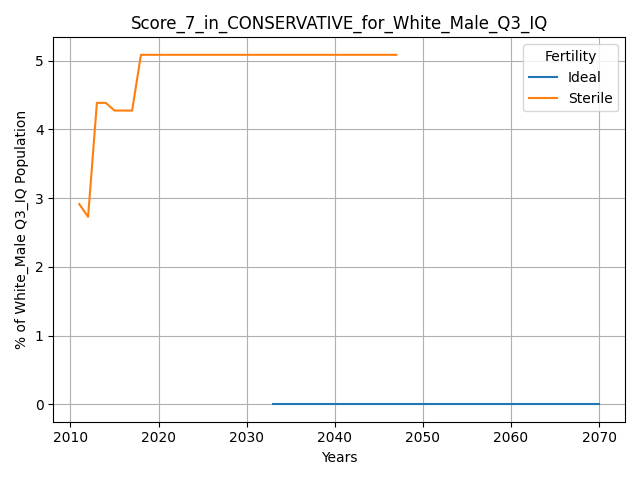 Score_7_in_CONSERVATIVE_for_White_Male_Q3_IQ
% of White_Male Q3_IQ Population
5
4
3
2
1
0
Fertility
Ideal
Sterile
2010 2020 2030 2040 2050 2060 2070
Years